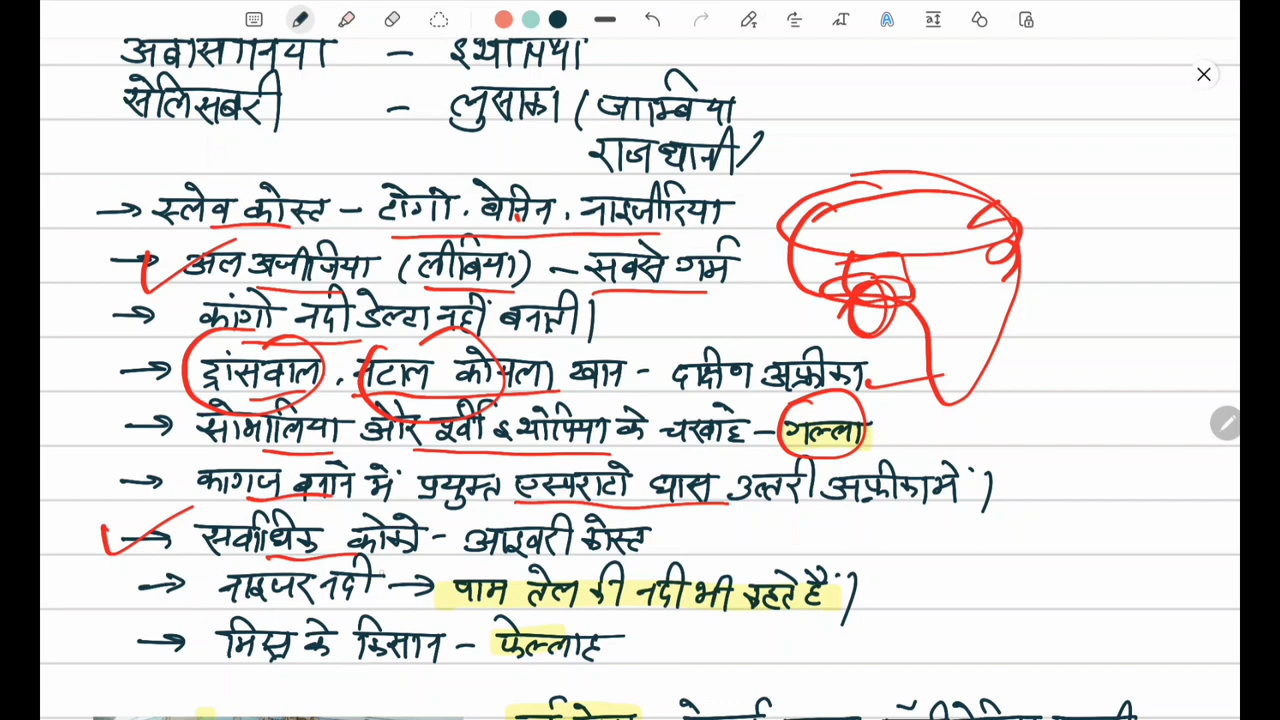 अबीसीनिया - इथोपिया
सेलिसबरी - लुसाका (जाम्बिया
राजधानी)
→ स्लेव कोस्ट - टोगो, बेनिन, नाइजीरिया
→ अल अजीजिया (लीबिया) - सबसे गर्म
→ कांगो नदी डेल्टा नहीं बनाती।
→ ट्रांसवाल, नटाल कोयला खान - दक्षिण अफ्रीका
→ सोमालिया और पूर्वी इथोपिया के चरवाहे - गल्ला
→ कागज बनाने में प्रयुक्त एस्पराटो घास उत्तरी अफ्रीका में)
→ सर्वाधिक कोको - आइवरी कोस्ट
→ नाइजर नदी → पाम तेल की नदी भी कहते हैं)
→ मिस्र के किसान - फेल्लाह